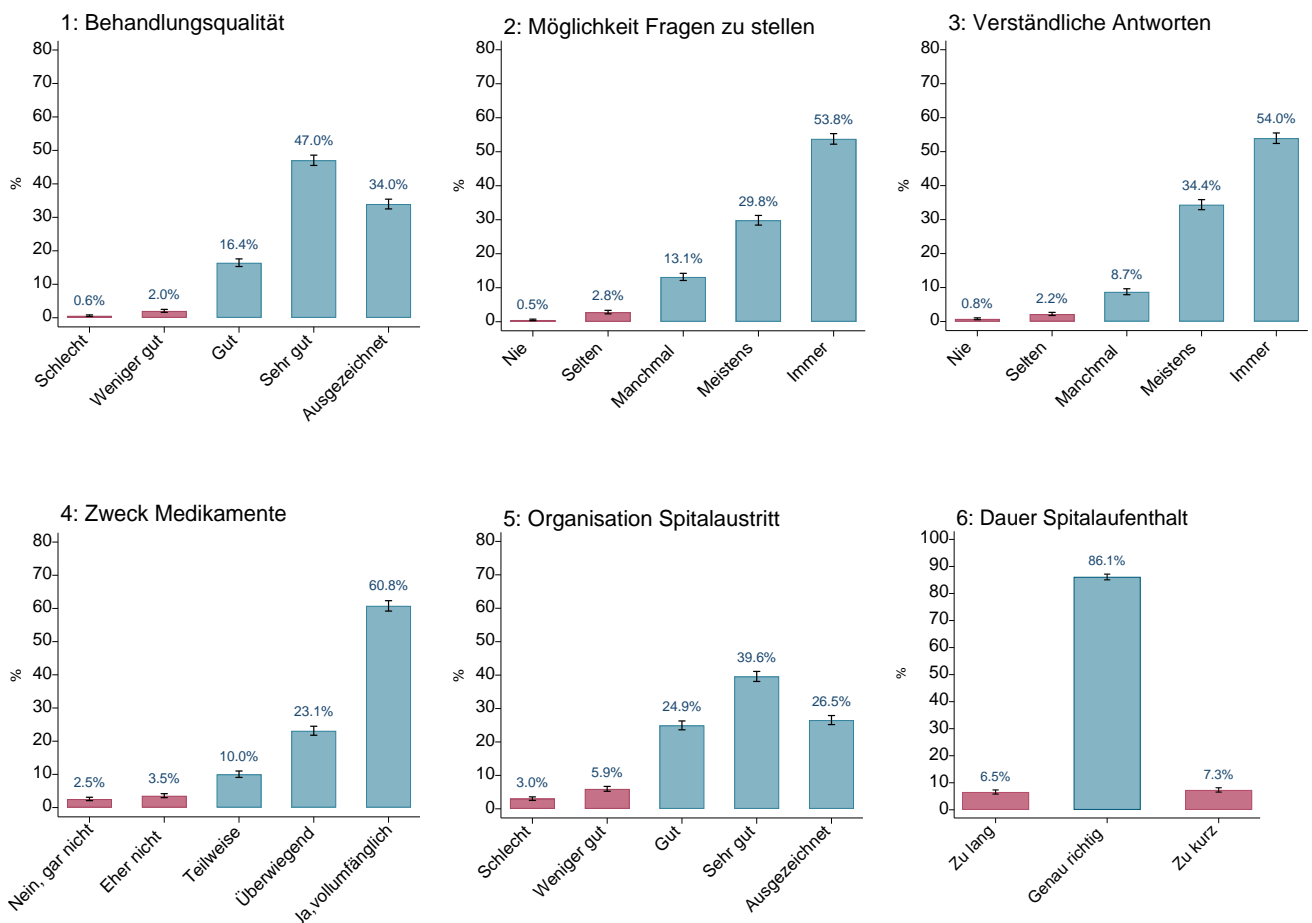 1: Behandlungsqualität
80
70
60
50
40
30
20
10
0
%
0.6%
2.0%
16.4%
47.0%
34.0%
Schlecht
Weniger gut
Gut
Sehr gut
Ausgezeichnet
2: Möglichkeit Fragen zu stellen
80
70
60
50
40
30
20
10
0
%
0.5%
2.8%
13.1%
29.8%
53.8%
Nie
Selten
Manchmal
Meistens
Immer
3: Verständliche Antworten
80
70
60
50
40
30
20
10
0
%
0.8%
2.2%
8.7%
34.4%
54.0%
Nie
Selten
Manchmal
Meistens
Immer
4: Zweck Medikamente
80
70
60
50
40
30
20
10
0
%
2.5%
3.5%
10.0%
23.1%
60.8%
Nein, gar nicht
Eher nicht
Teilweise
Überwiegend
Ja,vollumfänglich
5: Organisation Spitalaustritt
80
70
60
50
40
30
20
10
0
%
3.0%
5.9%
24.9%
39.6%
26.5%
Schlecht
Weniger gut
Gut
Sehr gut
Ausgezeichnet
6: Dauer Spitalaufenthalt
100
90
80
70
60
50
40
30
20
10
0
%
6.5%
86.1%
7.3%
Zu lang
Genau richtig
Zu kurz